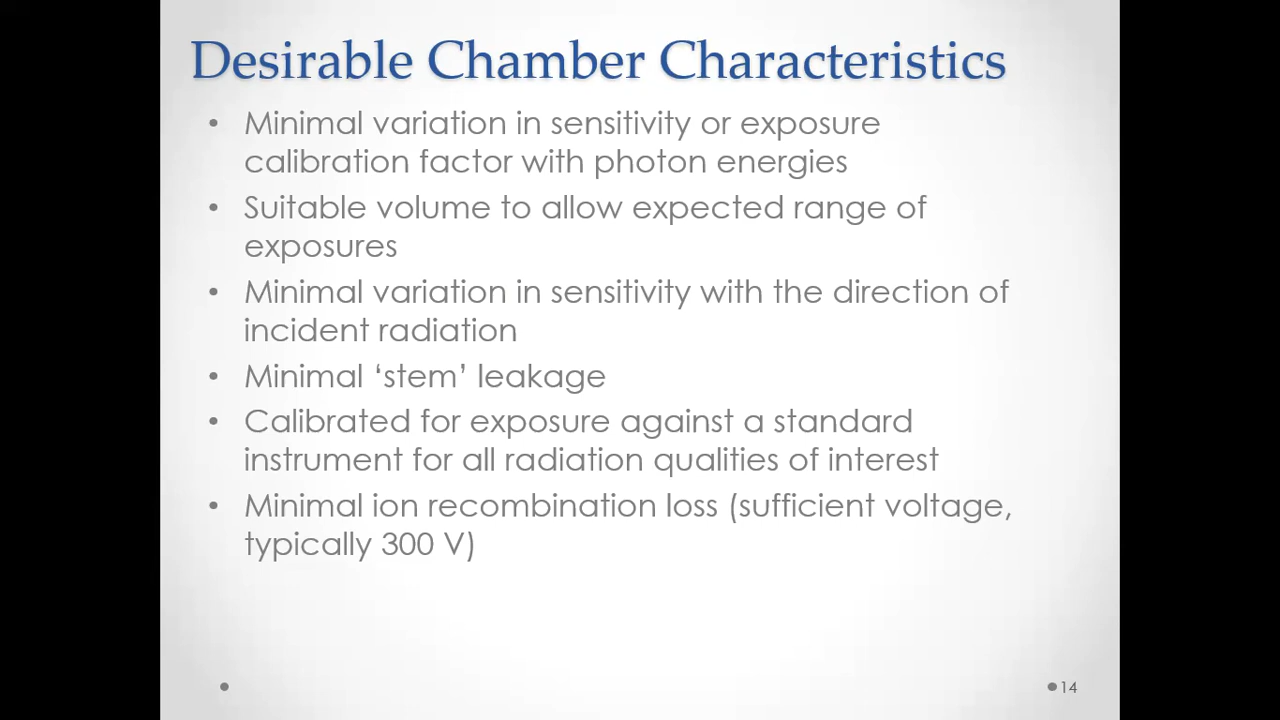 Desirable Chamber Characteristics
• Minimal variation in sensitivity or exposure
calibration factor with photon energies
• Suitable volume to allow expected range of
exposures
• Minimal variation in sensitivity with the direction of
incident radiation
• Minimal ‘stem’ leakage
• Calibrated for exposure against a standard
instrument for all radiation qualities of interest
• Minimal ion recombination loss (sufficient voltage,
typically 300 V)
14